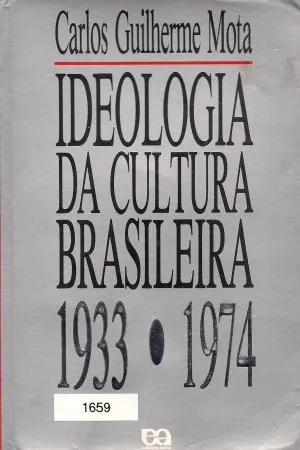 Carlos Guilherme Mota
IDEOLOGIA
DA CULTURA
BRASILEIRA
1933 • 1974
1659